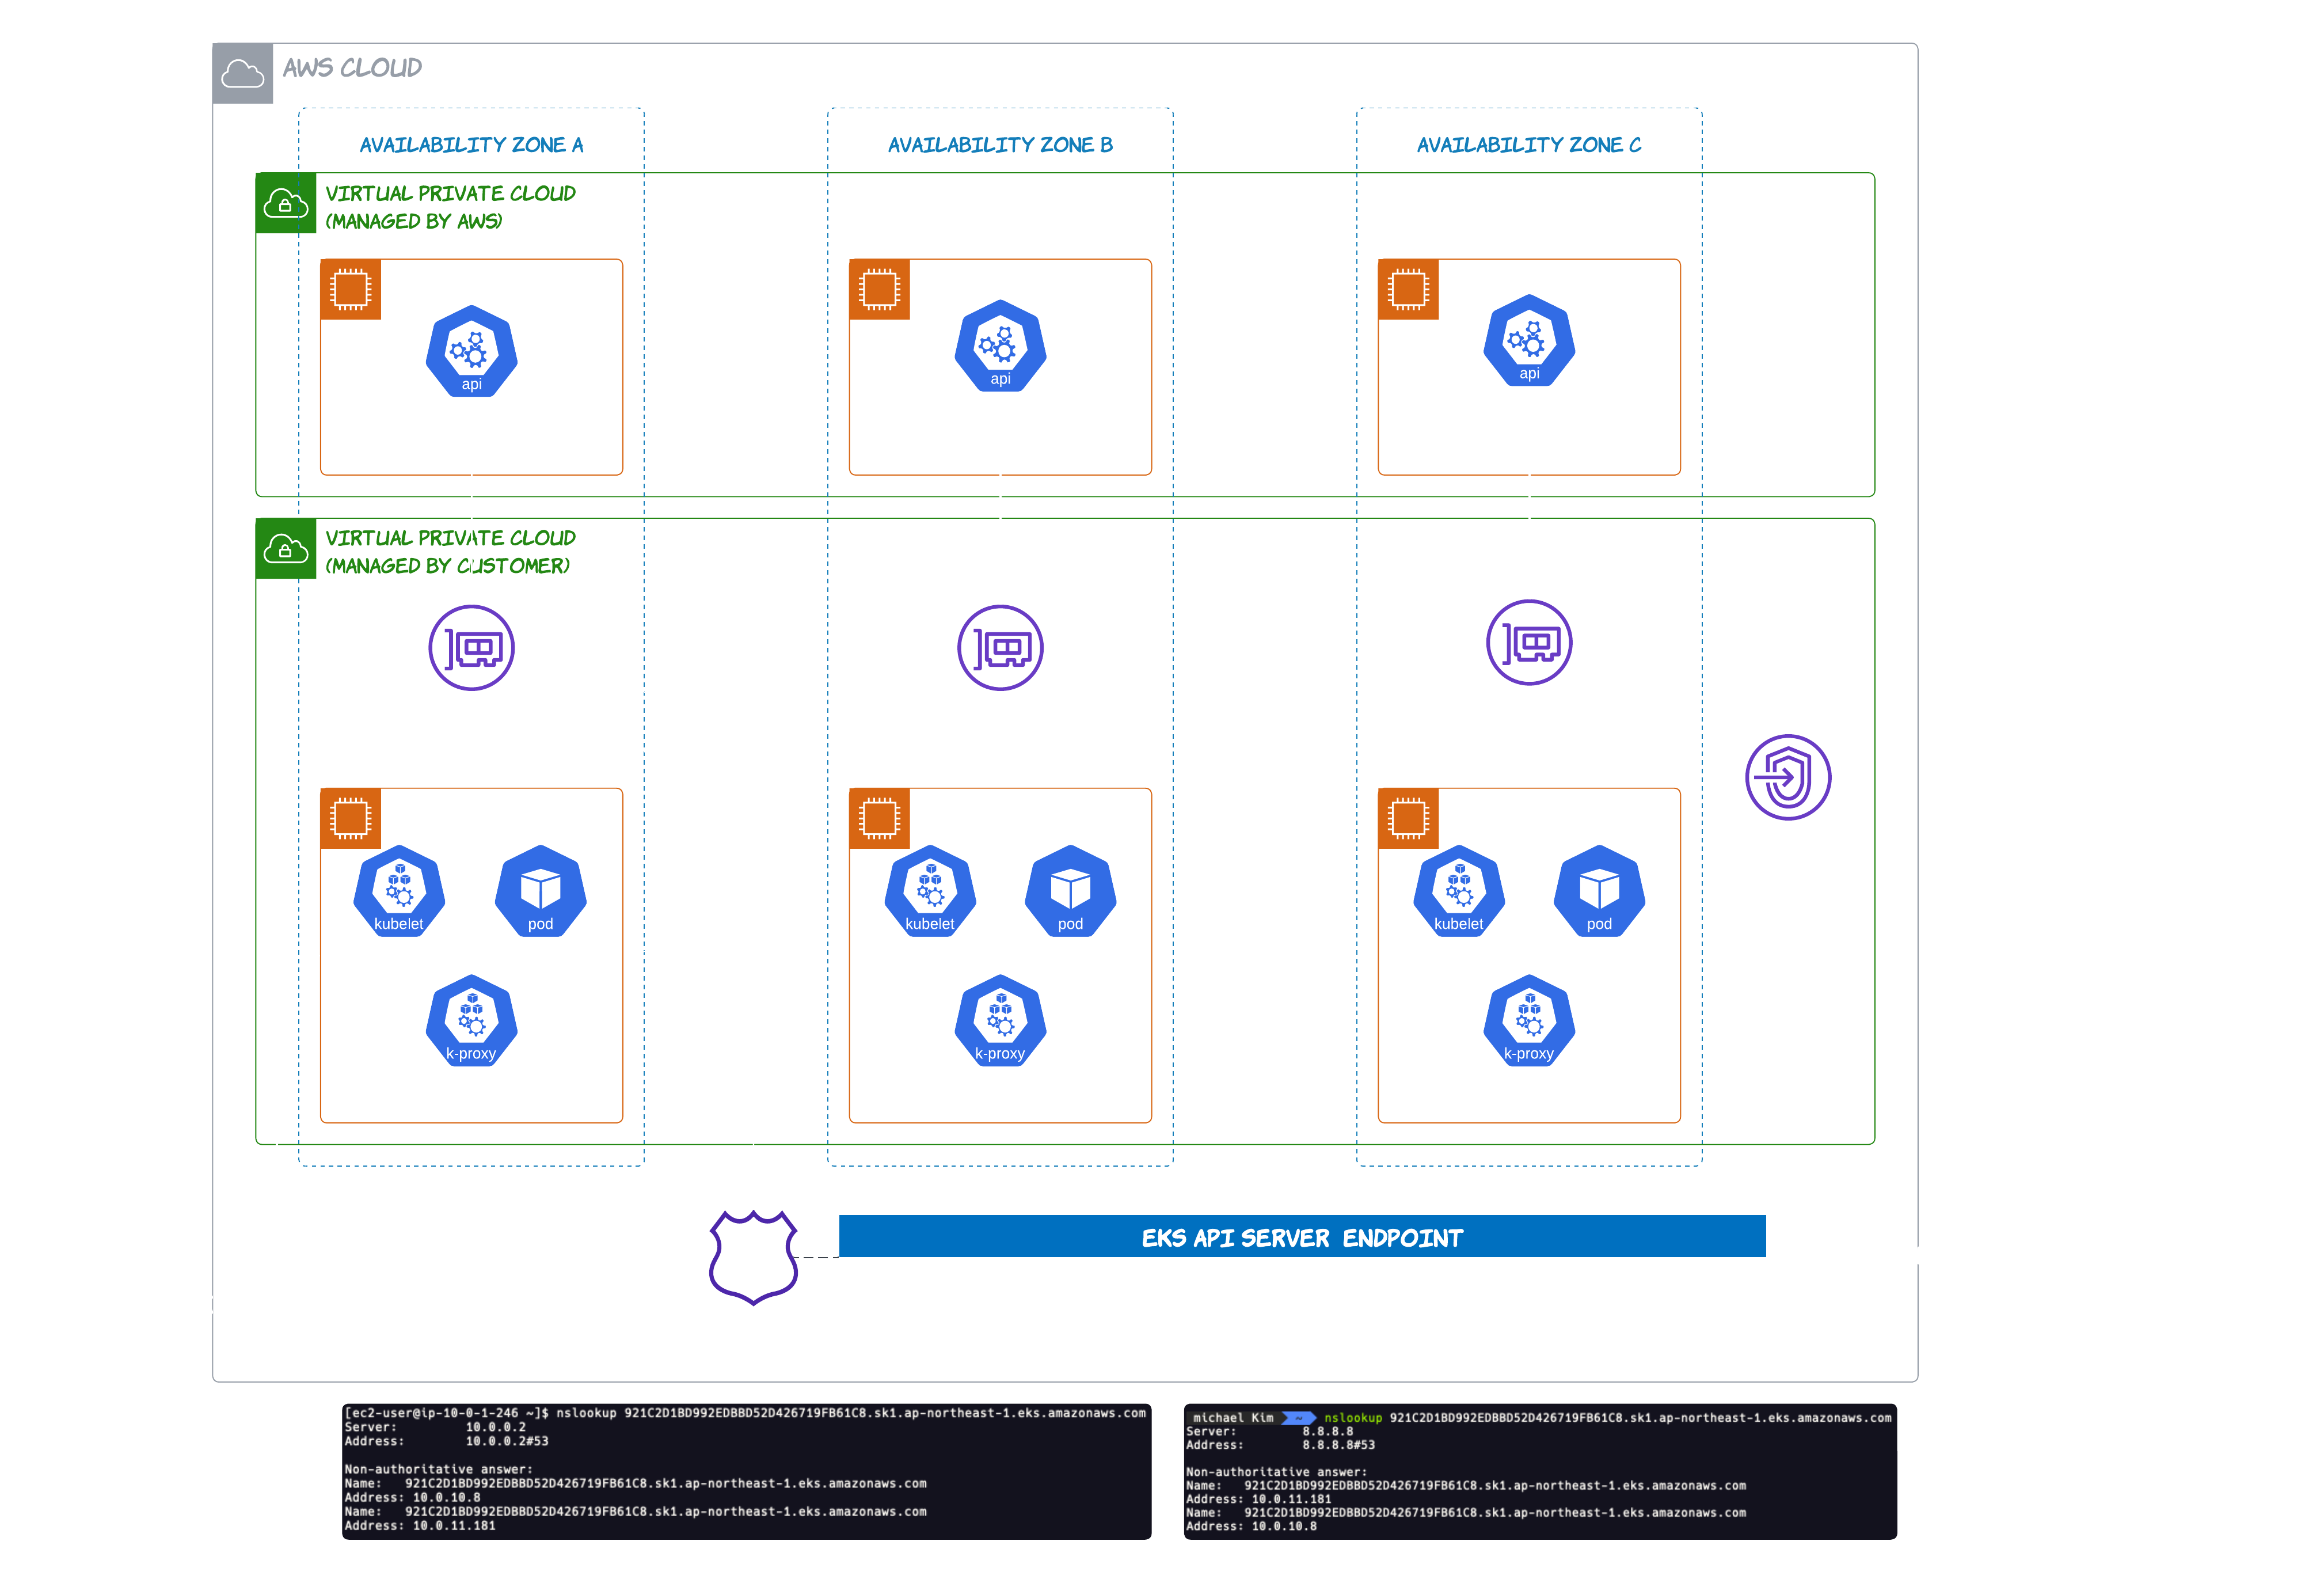 AWS CLOUD
AVAILABILITY ZONE A
AVAILABILITY ZONE B
AVAILABILITY ZONE C
VIRTUAL PRIVATE CLOUD
(MANAGED BY AWS)
api
api
api
VIRTUAL PRIVATE CLOUD
(MANAGED BY CUSTOMER)
kubelet
pod
kubelet
pod
kubelet
pod
k-proxy
k-proxy
k-proxy
EKS API SERVER ENDPOINT
[ec2-user@ip-10-0-1-246 ~]$ nslookup 921C2D1BD992EDBBD52D426719FB61C8.sk1.ap-northeast-1.eks.amazonaws.com
Server: 10.0.0.2
Address: 10.0.0.2#53
Non-authoritative answer:
Name: 921C2D1BD992EDBBD52D426719FB61C8.sk1.ap-northeast-1.eks.amazonaws.com
Address: 10.0.10.8
Name: 921C2D1BD992EDBBD52D426719FB61C8.sk1.ap-northeast-1.eks.amazonaws.com
Address: 10.0.11.181
michael Kim ~ nslookup 921C2D1BD992EDBBD52D426719FB61C8.sk1.ap-northeast-1.eks.amazonaws.com
Server: 8.8.8.8
Address: 8.8.8.8#53
Non-authoritative answer:
Name: 921C2D1BD992EDBBD52D426719FB61C8.sk1.ap-northeast-1.eks.amazonaws.com
Address: 10.0.11.181
Name: 921C2D1BD992EDBBD52D426719FB61C8.sk1.ap-northeast-1.eks.amazonaws.com
Address: 10.0.10.8